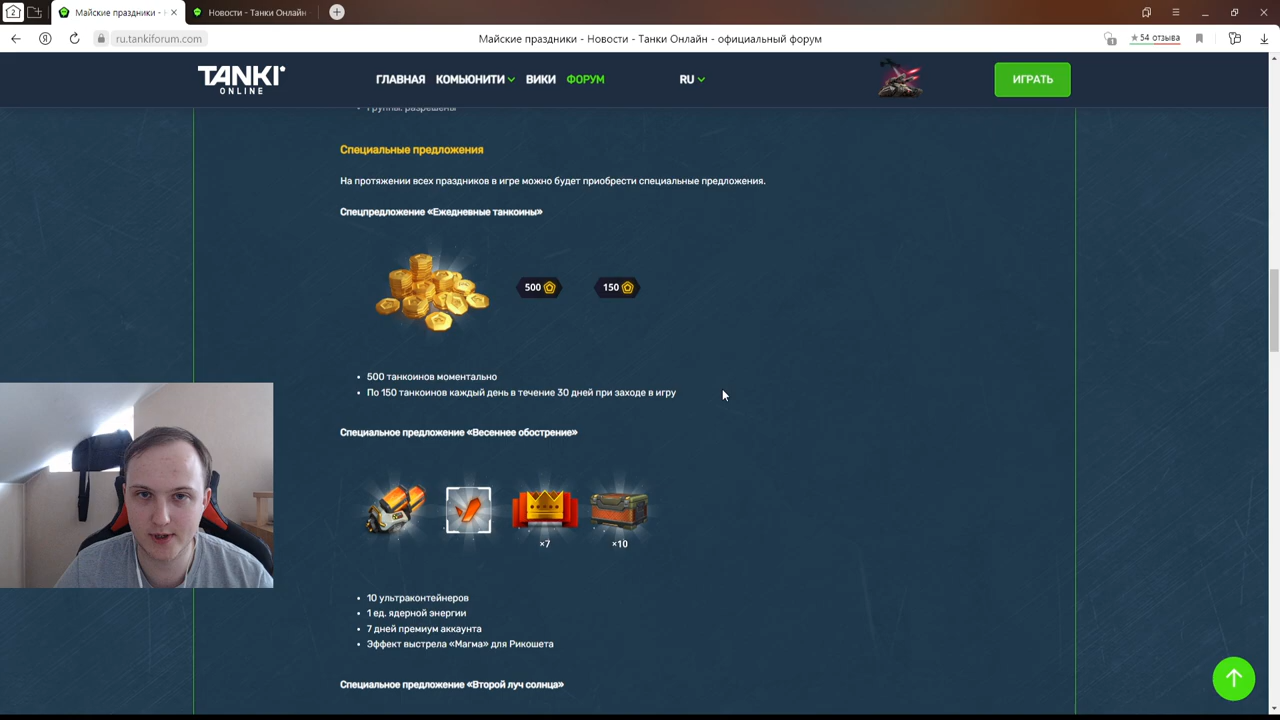 2
Майские праздники -
Новости - Танки Онлайн
ru.tankiforum.com
Майские праздники - Новости - Танки Онлайн - официальный форум
1
★54 отзыва
TANKI
ONLINE
ГЛАВНАЯ КОМЬЮНИТИ ВИКИ ФОРУМ
RU
ИГРАТЬ
Группы: разрешены
Специальные предложения
На протяжении всех праздников в игре можно будет приобрести специальные предложения.
Спецпредложение «Ежедневные танкоины»
500 150
• 500 танкоинов моментально
• По 150 танкоинов каждый день в течение 30 дней при заходе в игру
Специальное предложение «Весеннее обострение»
×7 ×10
• 10 ультраконтейнеров
• 1 ед. ядерной энергии
• 7 дней премиум аккаунта
• Эффект выстрела «Магма» для Рикошета
Специальное предложение «Второй луч солнца»